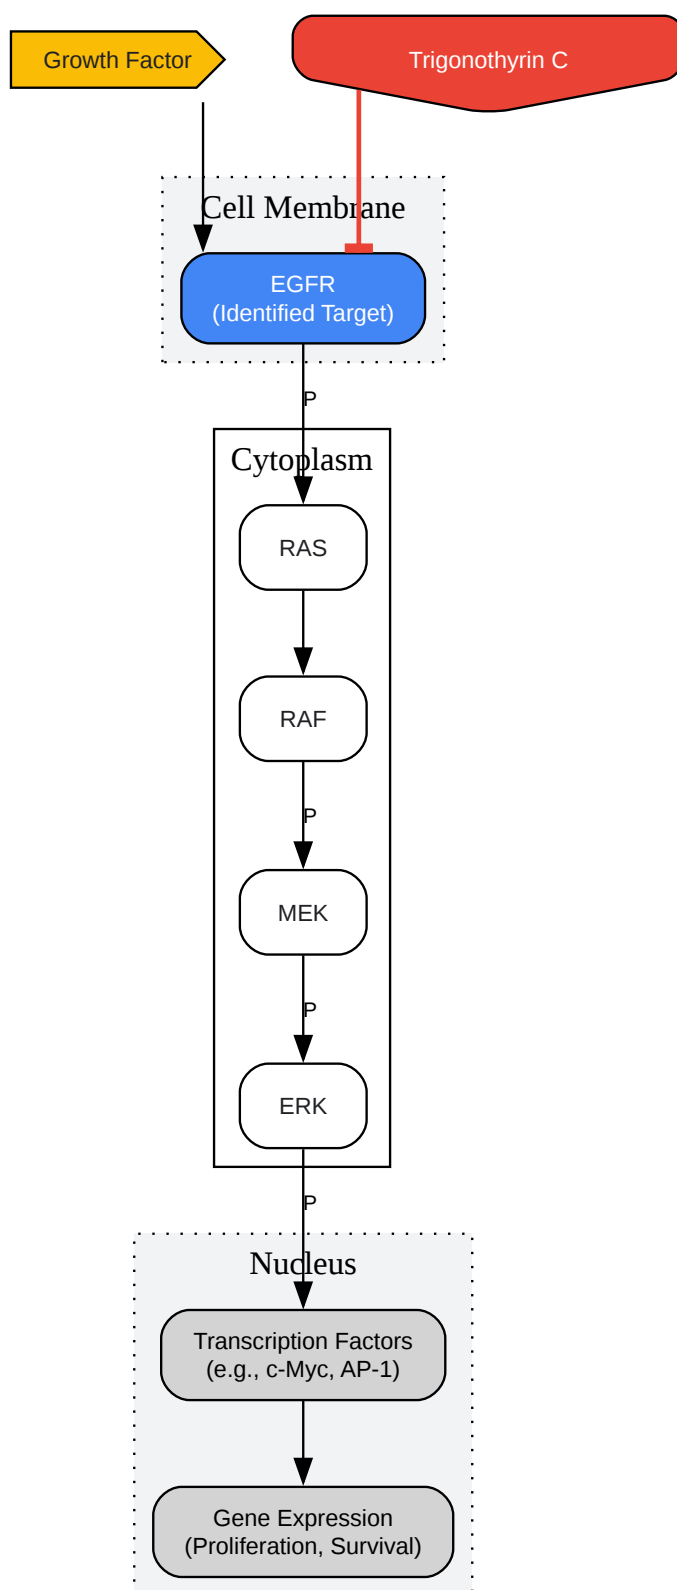 Growth Factor
Trigonothyrin C
Cell Membrane
EGFR
(Identified Target)
P
Cytoplasm
RAS
RAF
P
MEK
P
ERK
P
Nucleus
Transcription Factors
(e.g., c-Myc, AP-1)
Gene Expression
(Proliferation, Survival)